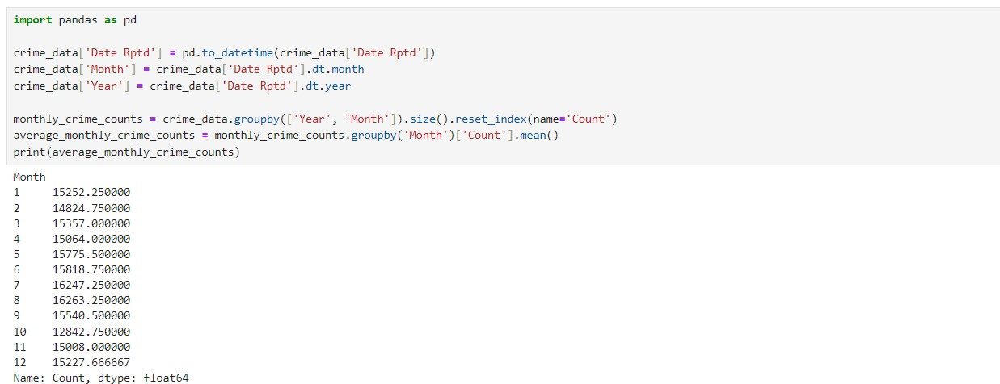 import pandas as pd
crime_data['Date Rptd'] = pd.to_datetime(crime_data['Date Rptd'])
crime_data['Month'] = crime_data['Date Rptd'].dt.month
crime_data['Year'] = crime_data['Date Rptd'].dt.year
monthly_crime_counts = crime_data.groupby(['Year', 'Month']).size().reset_index(name='Count')
average_monthly_crime_counts = monthly_crime_counts.groupby('Month')['Count'].mean()
print(average_monthly_crime_counts)
Month
1     15252.250000
2     14824.750000
3     15357.000000
4     15064.000000
5     15775.500000
6     15818.750000
7     16247.250000
8     16263.250000
9     15540.500000
10    12842.750000
11    15008.000000
12    15227.666667
Name: Count, dtype: float64